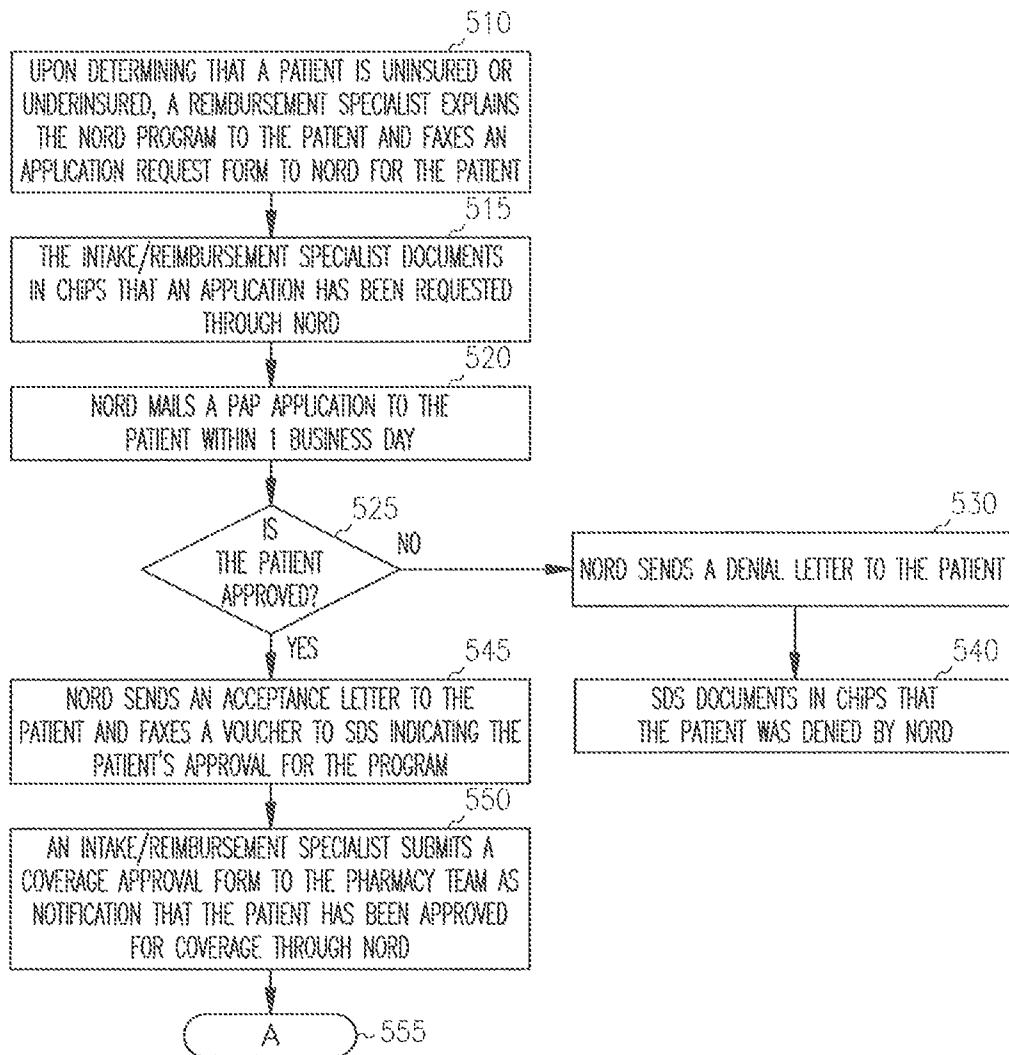 510
UPON DETERMINING THAT A PATIENT IS UNINSURED OR
UNDERINSURED, A REIMBURSEMENT SPECIALIST EXPLAINS
THE NORD PROGRAM TO THE PATIENT AND FAXES AN
APPLICATION REQUEST FORM TO NORD FOR THE PATIENT
515
THE INTAKE/REIMBURSEMENT SPECIALIST DOCUMENTS
IN CHIPS THAT AN APPLICATION HAS BEEN REQUESTED
THROUGH NORD
520
NORD MAILS A PAP APPLICATION TO THE
PATIENT WITHIN 1 BUSINESS DAY
525
IS
THE PATIENT
APPROVED?
NO
530
NORD SENDS A DENIAL LETTER TO THE PATIENT
540
SDS DOCUMENTS IN CHIPS THAT
THE PATIENT WAS DENIED BY NORD
YES
545
NORD SENDS AN ACCEPTANCE LETTER TO THE
PATIENT AND FAXES A VOUCHER TO SDS INDICATING THE
PATIENT'S APPROVAL FOR THE PROGRAM
550
AN INTAKE/REIMBURSEMENT SPECIALIST SUBMITS A
COVERAGE APPROVAL FORM TO THE PHARMACY TEAM AS
NOTIFICATION THAT THE PATIENT HAS BEEN APPROVED
FOR COVERAGE THROUGH NORD
A
555